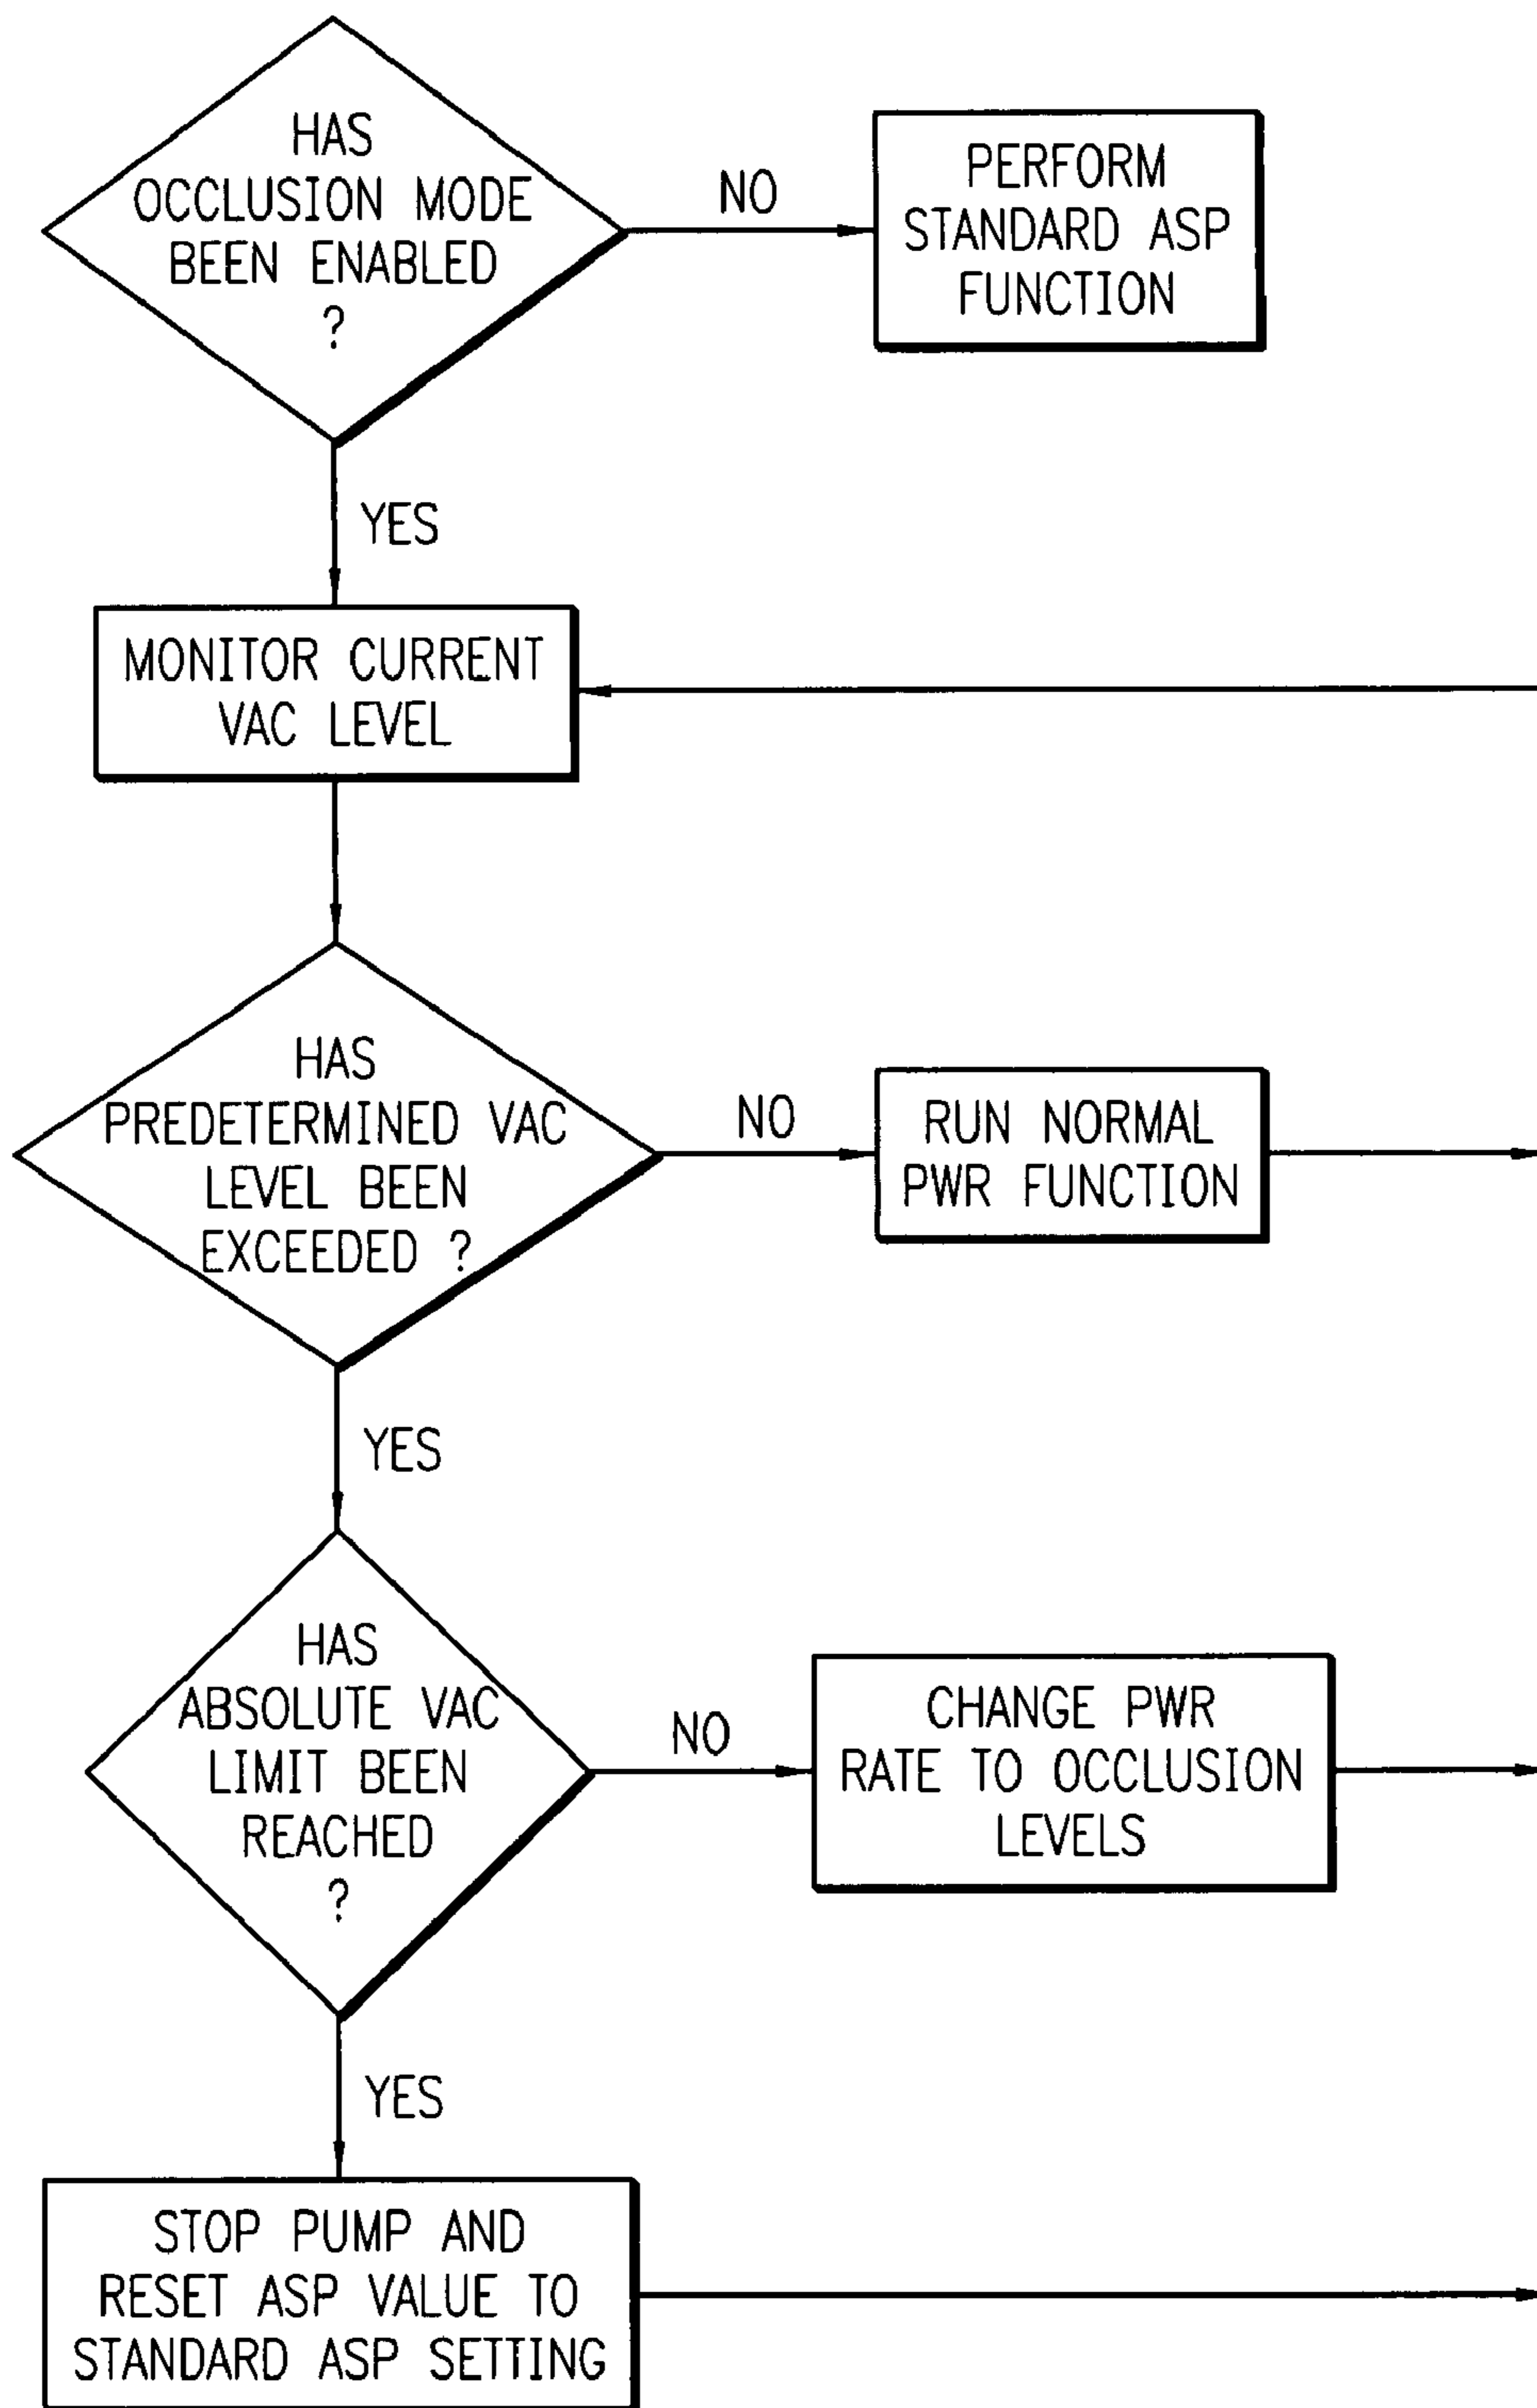 HAS
OCCLUSION MODE
BEEN ENABLED
?
NO
PERFORM
STANDARD ASP
FUNCTION
YES
MONITOR CURRENT
VAC LEVEL
HAS
PREDETERMINED VAC
LEVEL BEEN
EXCEEDED ?
NO
RUN NORMAL
PWR FUNCTION
YES
HAS
ABSOLUTE VAC
LIMIT BEEN
REACHED
?
NO
CHANGE PWR
RATE TO OCCLUSION
LEVELS
YES
STOP PUMP AND
RESET ASP VALUE TO
STANDARD ASP SETTING